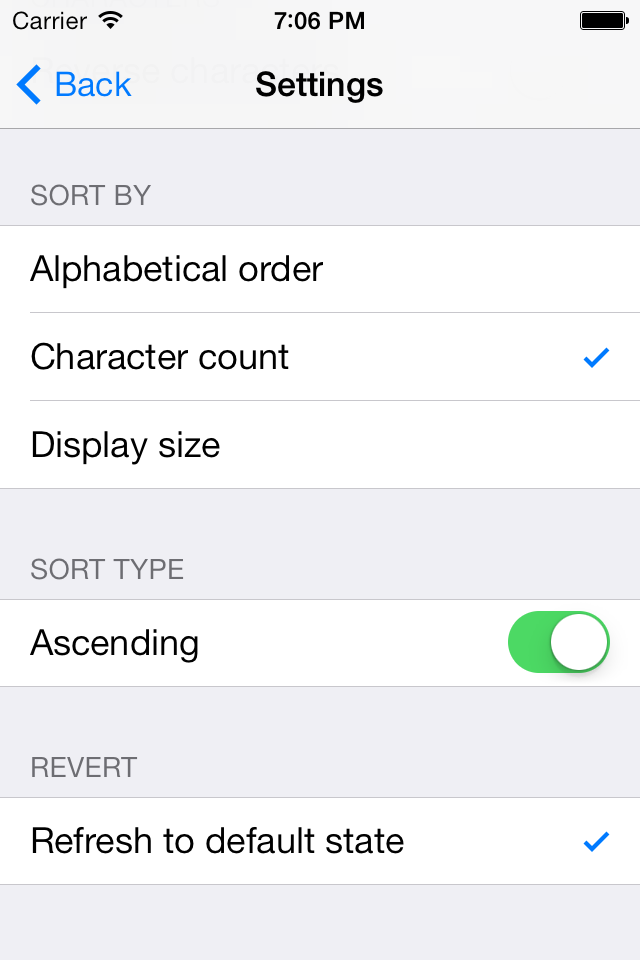 Carrier 7:06 PM
Back Settings
SORT BY
Alphabetical order
Character count
Display size
SORT TYPE
Ascending
REVERT
Refresh to default state